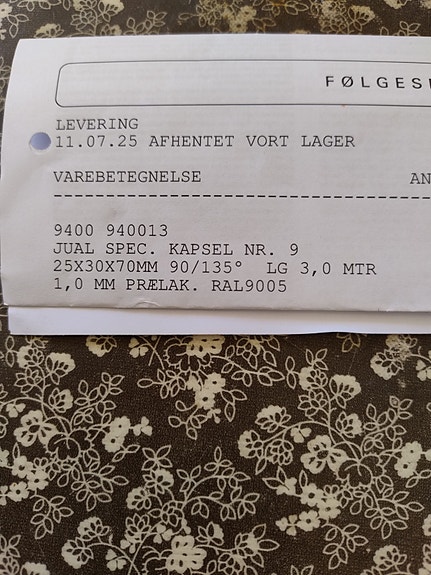 FØLGES
LEVERING
11.07.25 AFHENTET VORT LAGER
VAREBETEGNELSE AN
9400 940013
JUAL SPEC. KAPSEL NR. 9
25X30X70MM 90/135° LG 3,0 MTR
1,0 MM PRÆLAK. RAL9005